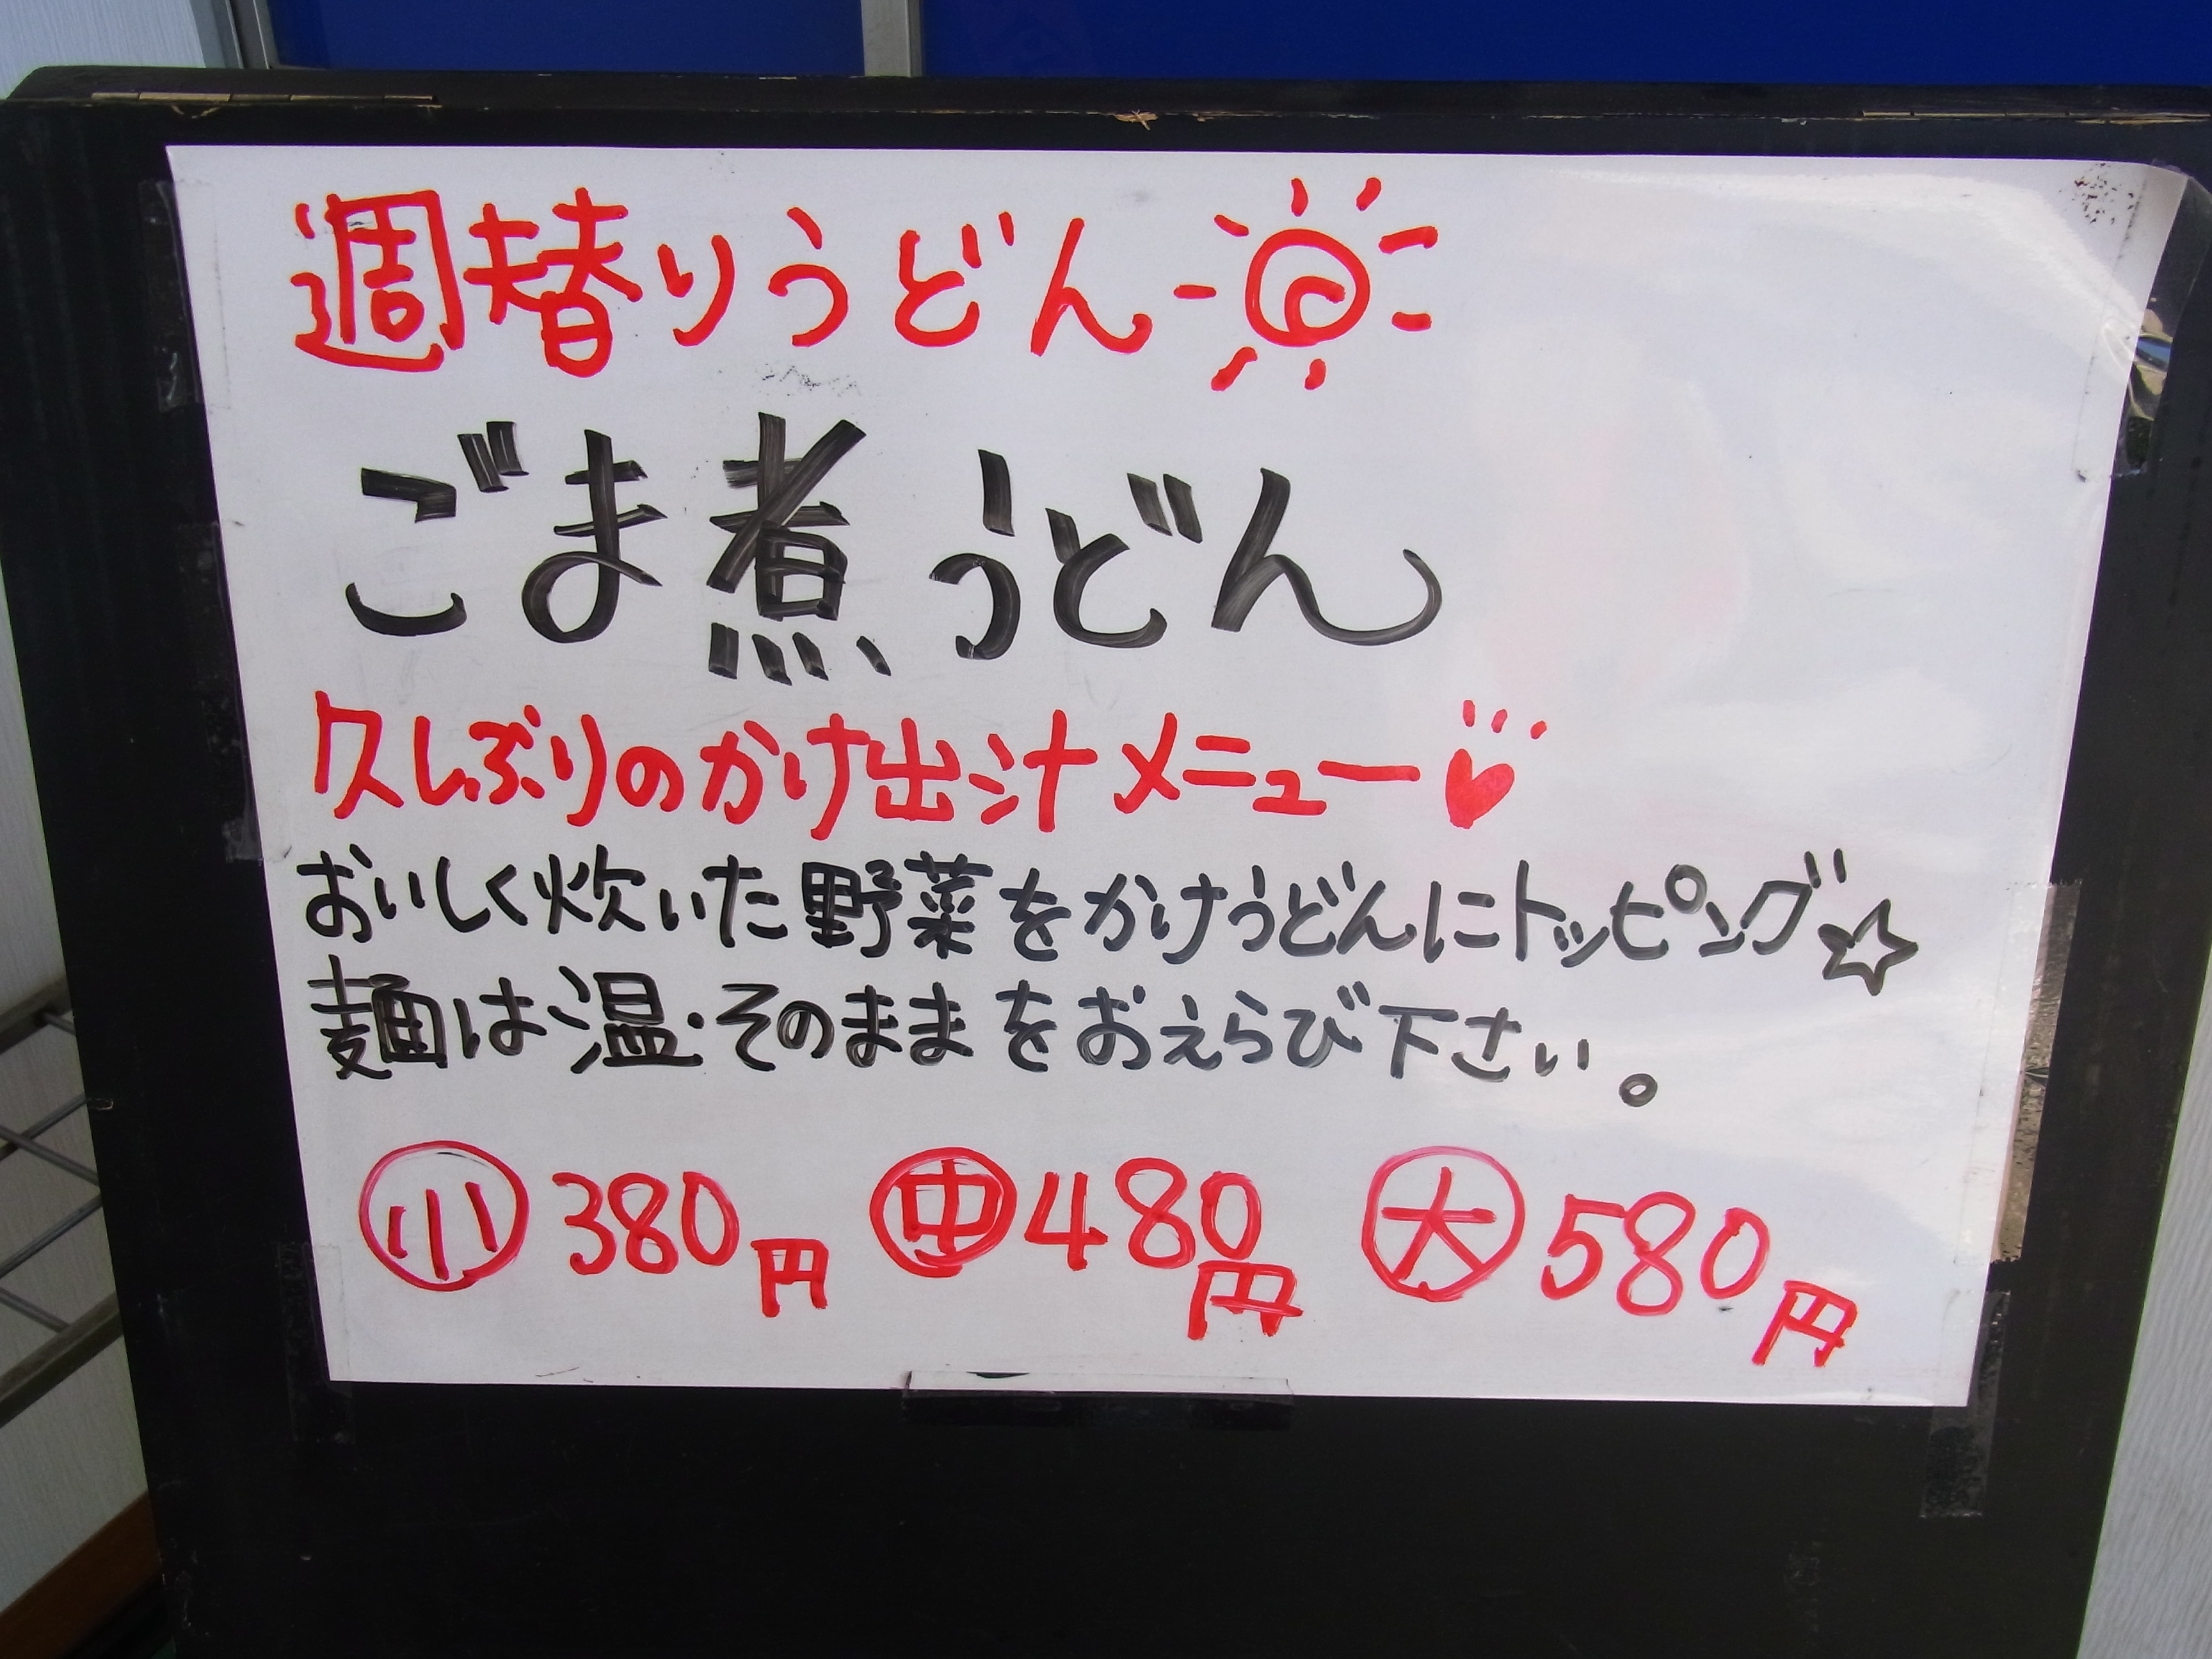 週替りうどん
ごま煮うどん
久しぶりのかけ出汁メニュー♥
おいしく炊いた野菜をかけうどんにトッピング☆
麺は温・そのままをおえらび下さい。
小 380円 中 480円 大 580円